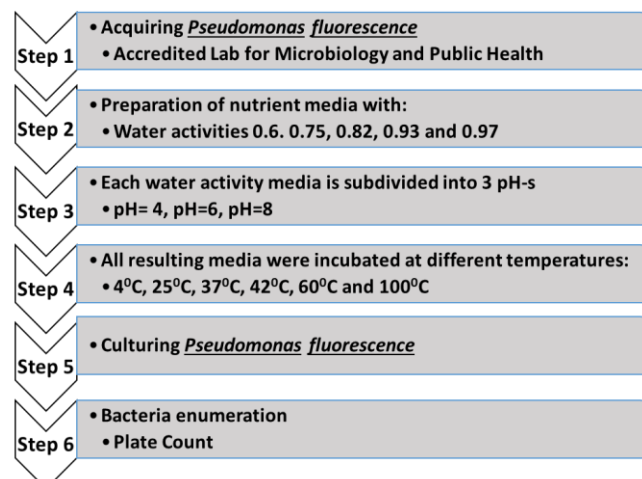 Step 1
• Acquiring Pseudomonas fluorescence
• Accredited Lab for Microbiology and Public Health
Step 2
• Preparation of nutrient media with:
• Water activities 0.6. 0.75, 0.82, 0.93 and 0.97
Step 3
• Each water activity media is subdivided into 3 pH-s
• pH= 4, pH=6, pH=8
Step 4
• All resulting media were incubated at different temperatures:
• 4⁰C, 25⁰C, 37⁰C, 42⁰C, 60⁰C and 100⁰C
Step 5
• Culturing Pseudomonas fluorescence
Step 6
• Bacteria enumeration
• Plate Count